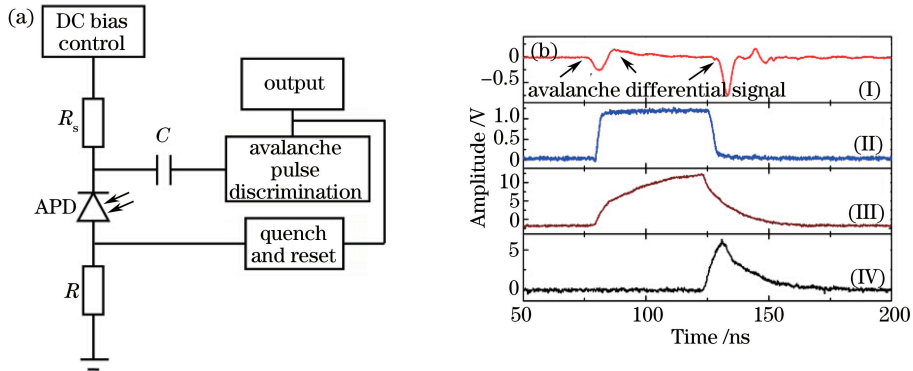 (a)
DC bias
control
Rs
C
output
avalanche
pulse
discrimination
APD
quench
and reset
R
(b)
0
−0.5
avalanche differential signal
(I)
1.0
0.5
0
(II)
10
5
0
(III)
5
0
(IV)
Amplitude /V
50 100 150 200
Time /ns